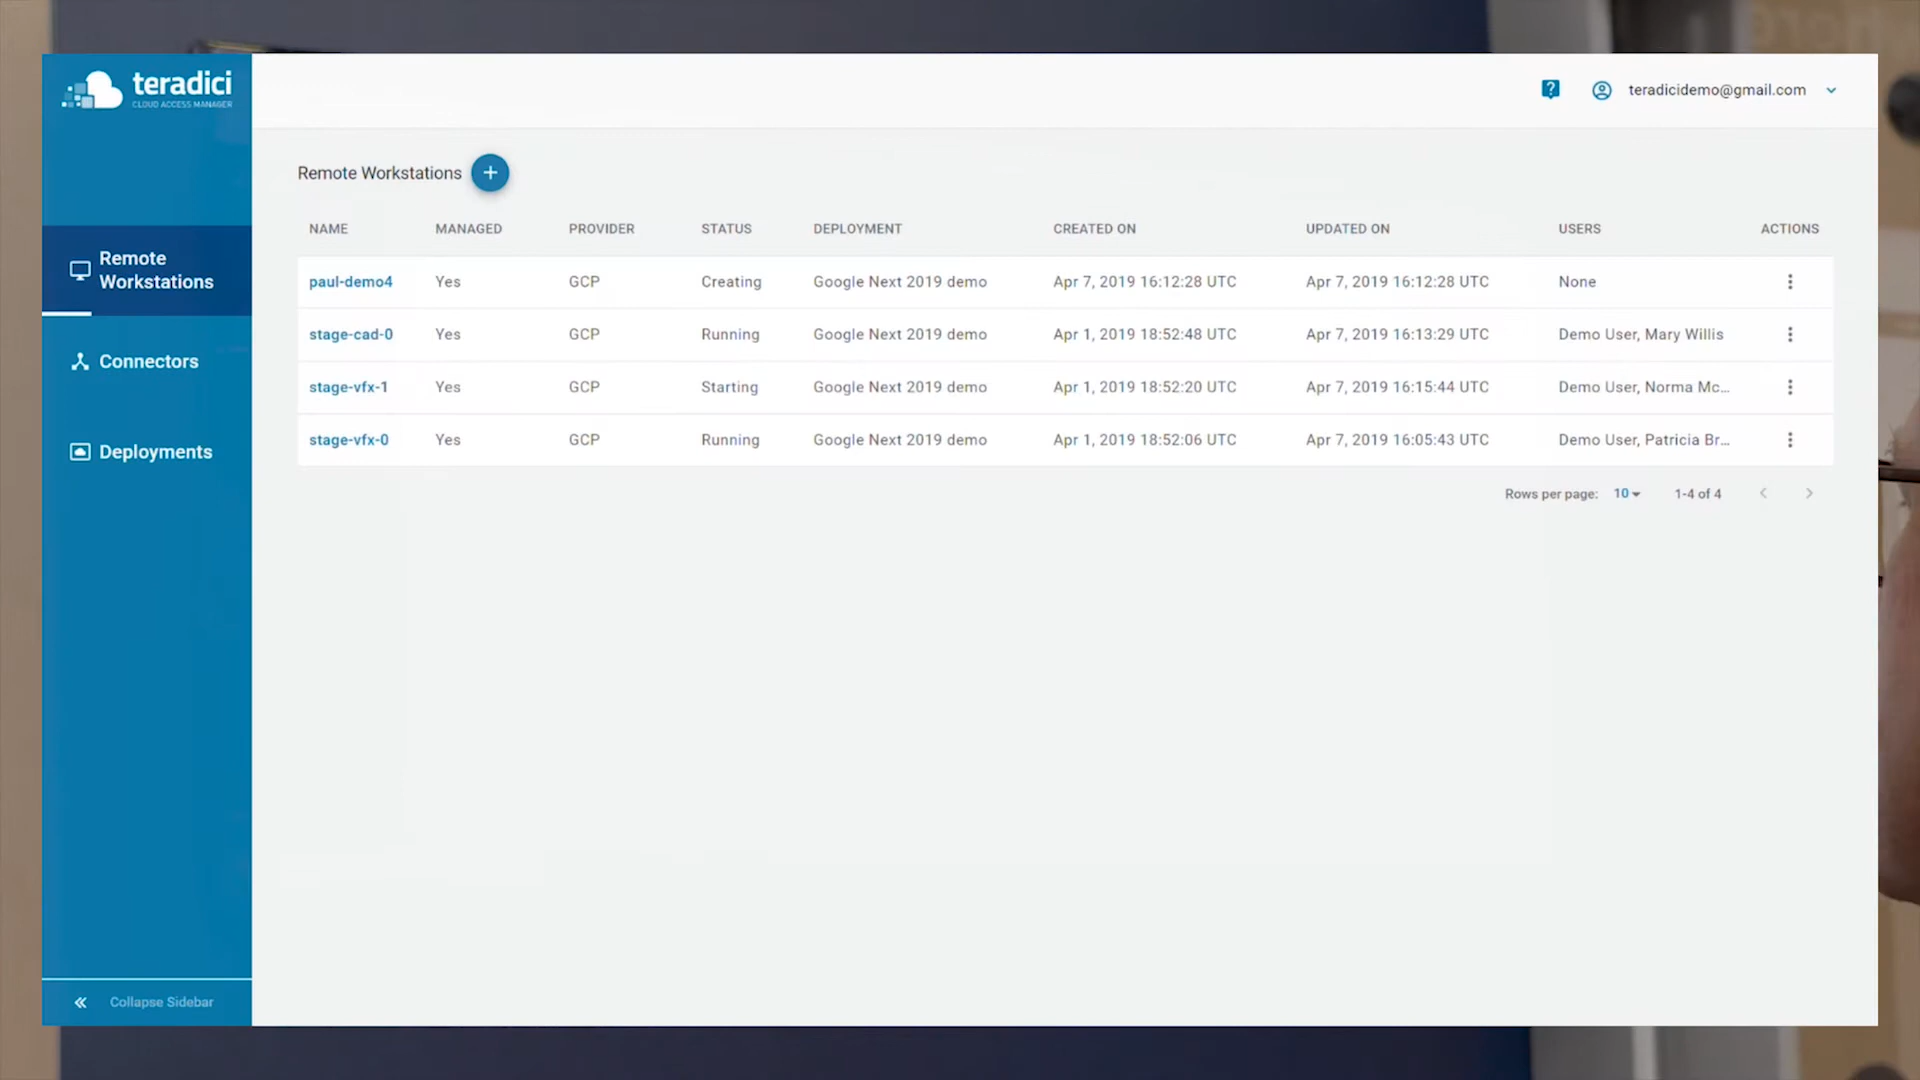 teradici
CLOUD ACCESS MANAGER
? teradicidemo@gmail.com
Remote Workstations +
NAME MANAGED PROVIDER STATUS DEPLOYMENT CREATED ON UPDATED ON USERS ACTIONS
paul-demo4 Yes GCP Creating Google Next 2019 demo Apr 7, 2019 16:12:28 UTC Apr 7, 2019 16:12:28 UTC None
stage-cad-0 Yes GCP Running Google Next 2019 demo Apr 1, 2019 18:52:48 UTC Apr 7, 2019 16:13:29 UTC Demo User, Mary Willis
stage-vfx-1 Yes GCP Starting Google Next 2019 demo Apr 1, 2019 18:52:20 UTC Apr 7, 2019 16:15:44 UTC Demo User, Norma Mc...
stage-vfx-0 Yes GCP Running Google Next 2019 demo Apr 1, 2019 18:52:06 UTC Apr 7, 2019 16:05:43 UTC Demo User, Patricia Br...
Rows per page: 10 1-4 of 4
Remote
Workstations
Connectors
Deployments
Collapse Sidebar